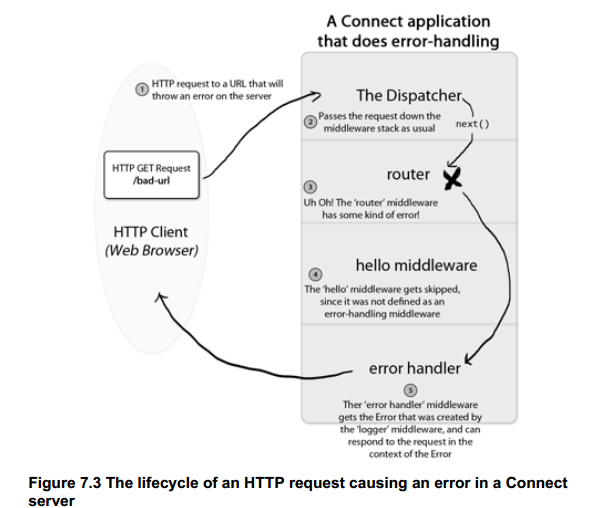 A Connect application
that does error-handling
1
HTTP request to a URL that will
throw an error on the server
The Dispatcher
2
Passes the request down the
middleware stack as usual
next()
HTTP GET Request
/bad-url
HTTP Client
(Web Browser)
router
3
Uh Oh! The 'router' middleware
has some kind of error!
hello middleware
4
The 'hello' middleware gets skipped,
since it was not defined as an
error-handling middleware
error handler
5
Ther 'error handler' middleware
gets the Error that was created by
the 'logger' middleware, and can
respond to the request in the
context of the Error
Figure 7.3 The lifecycle of an HTTP request causing an error in a Connect
server